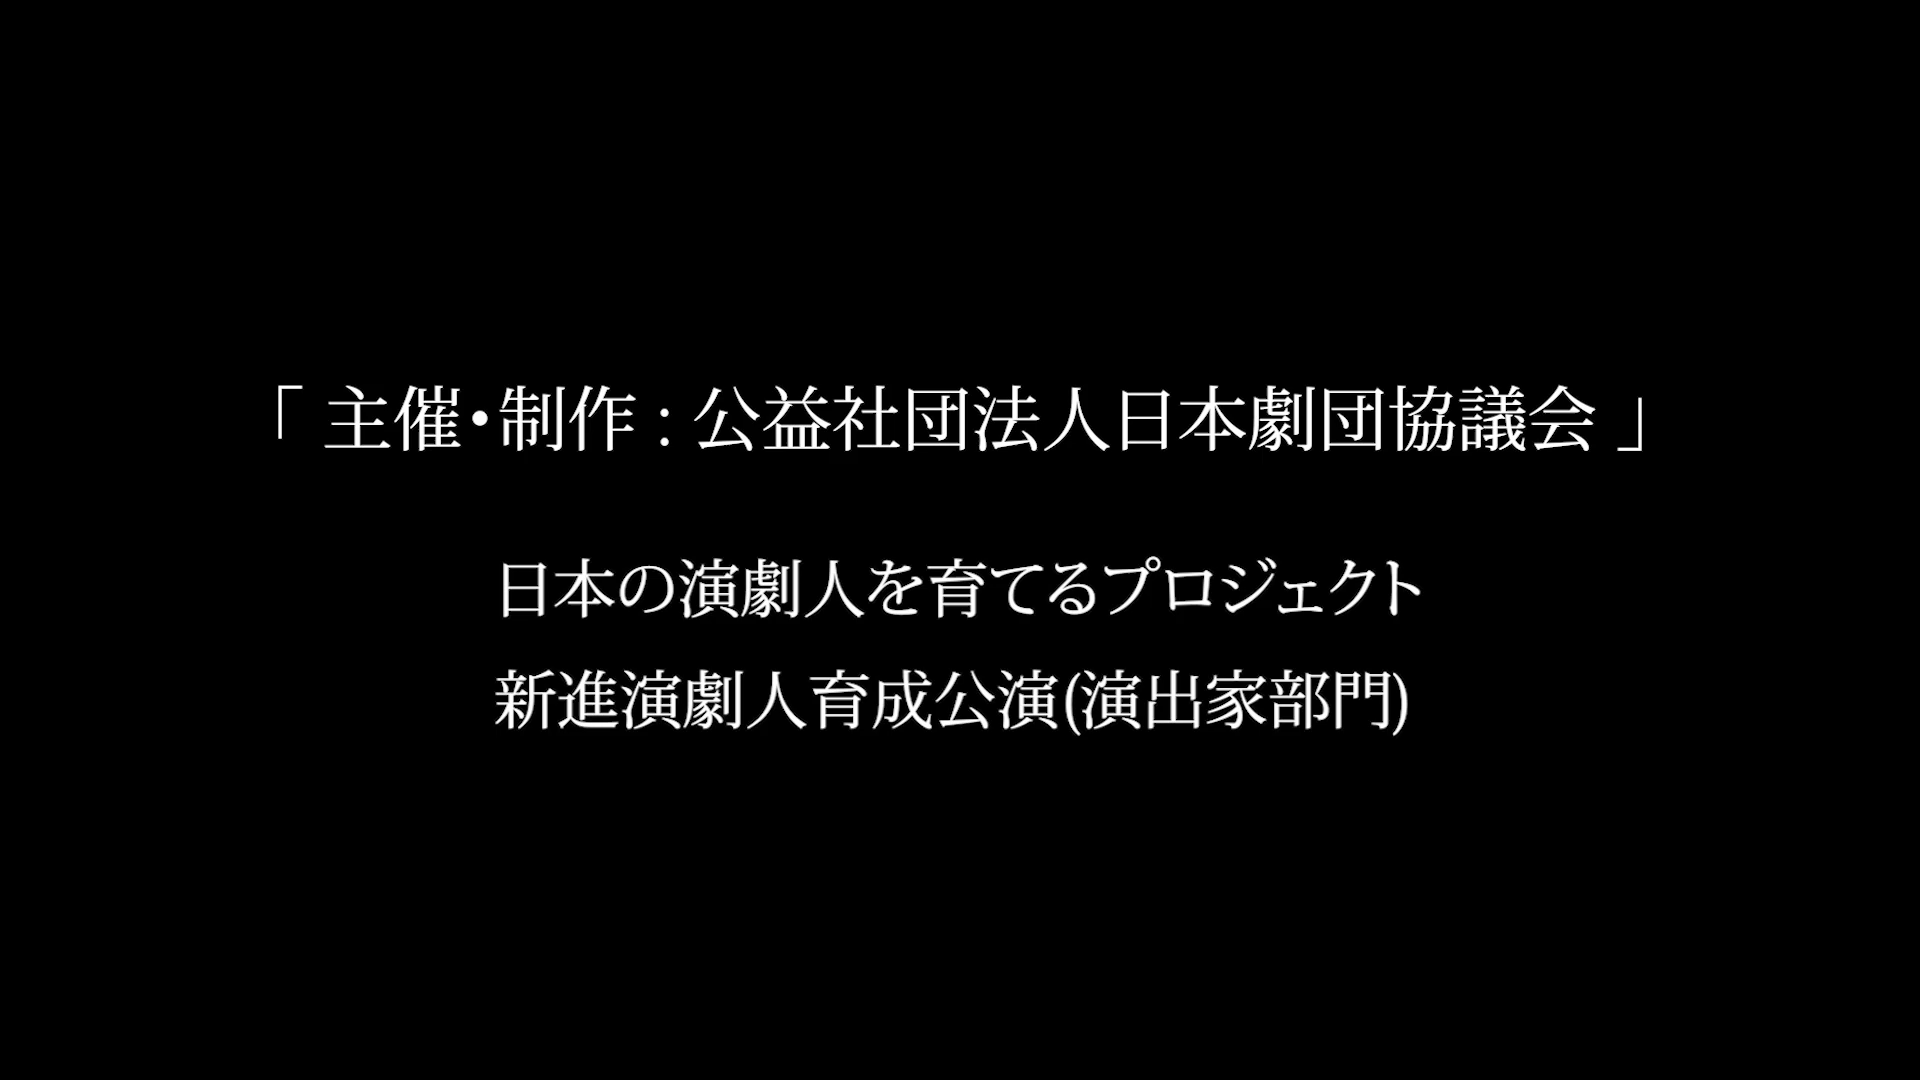 「 主催・制作 : 公益社団法人日本劇団協議会 」
日本の演劇人を育てるプロジェクト
新進演劇人育成公演(演出家部門)